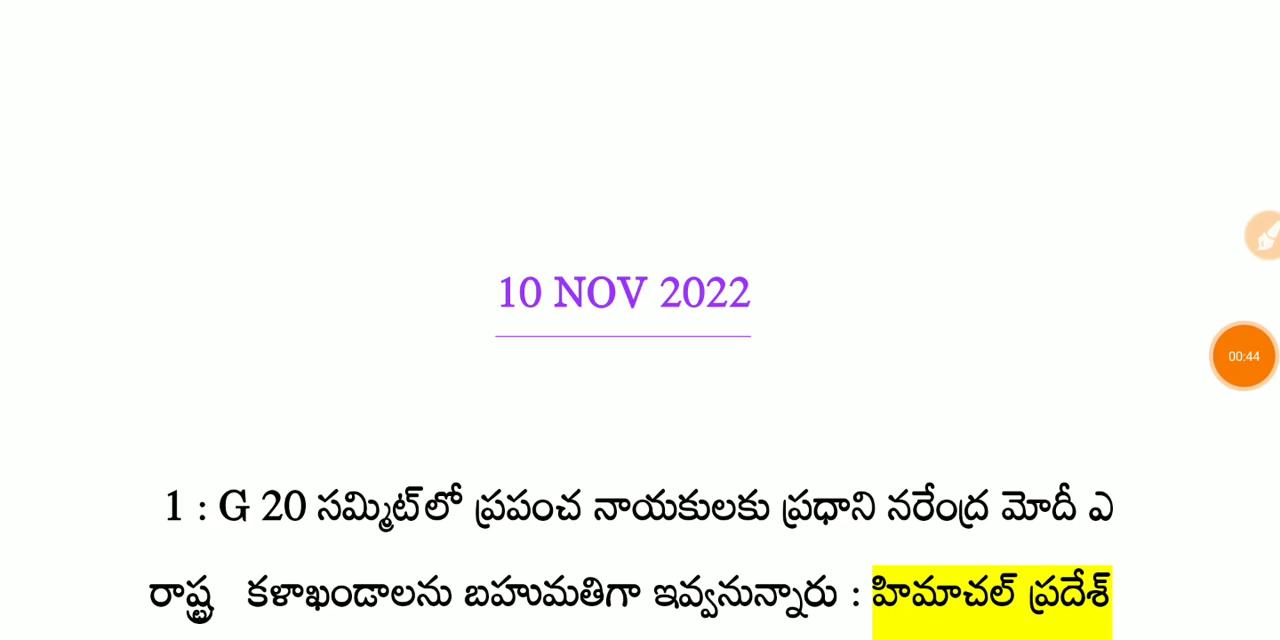 10 NOV 2022
00:44
1 : G 20 సమ్మిట్‌లో ప్రపంచ నాయకులకు ప్రధాని నరేంద్ర మోదీ ఎ
రాష్ట్ర కళాఖండాలను బహుమతిగా ఇవ్వనున్నారు : హిమాచల్ ప్రదేశ్